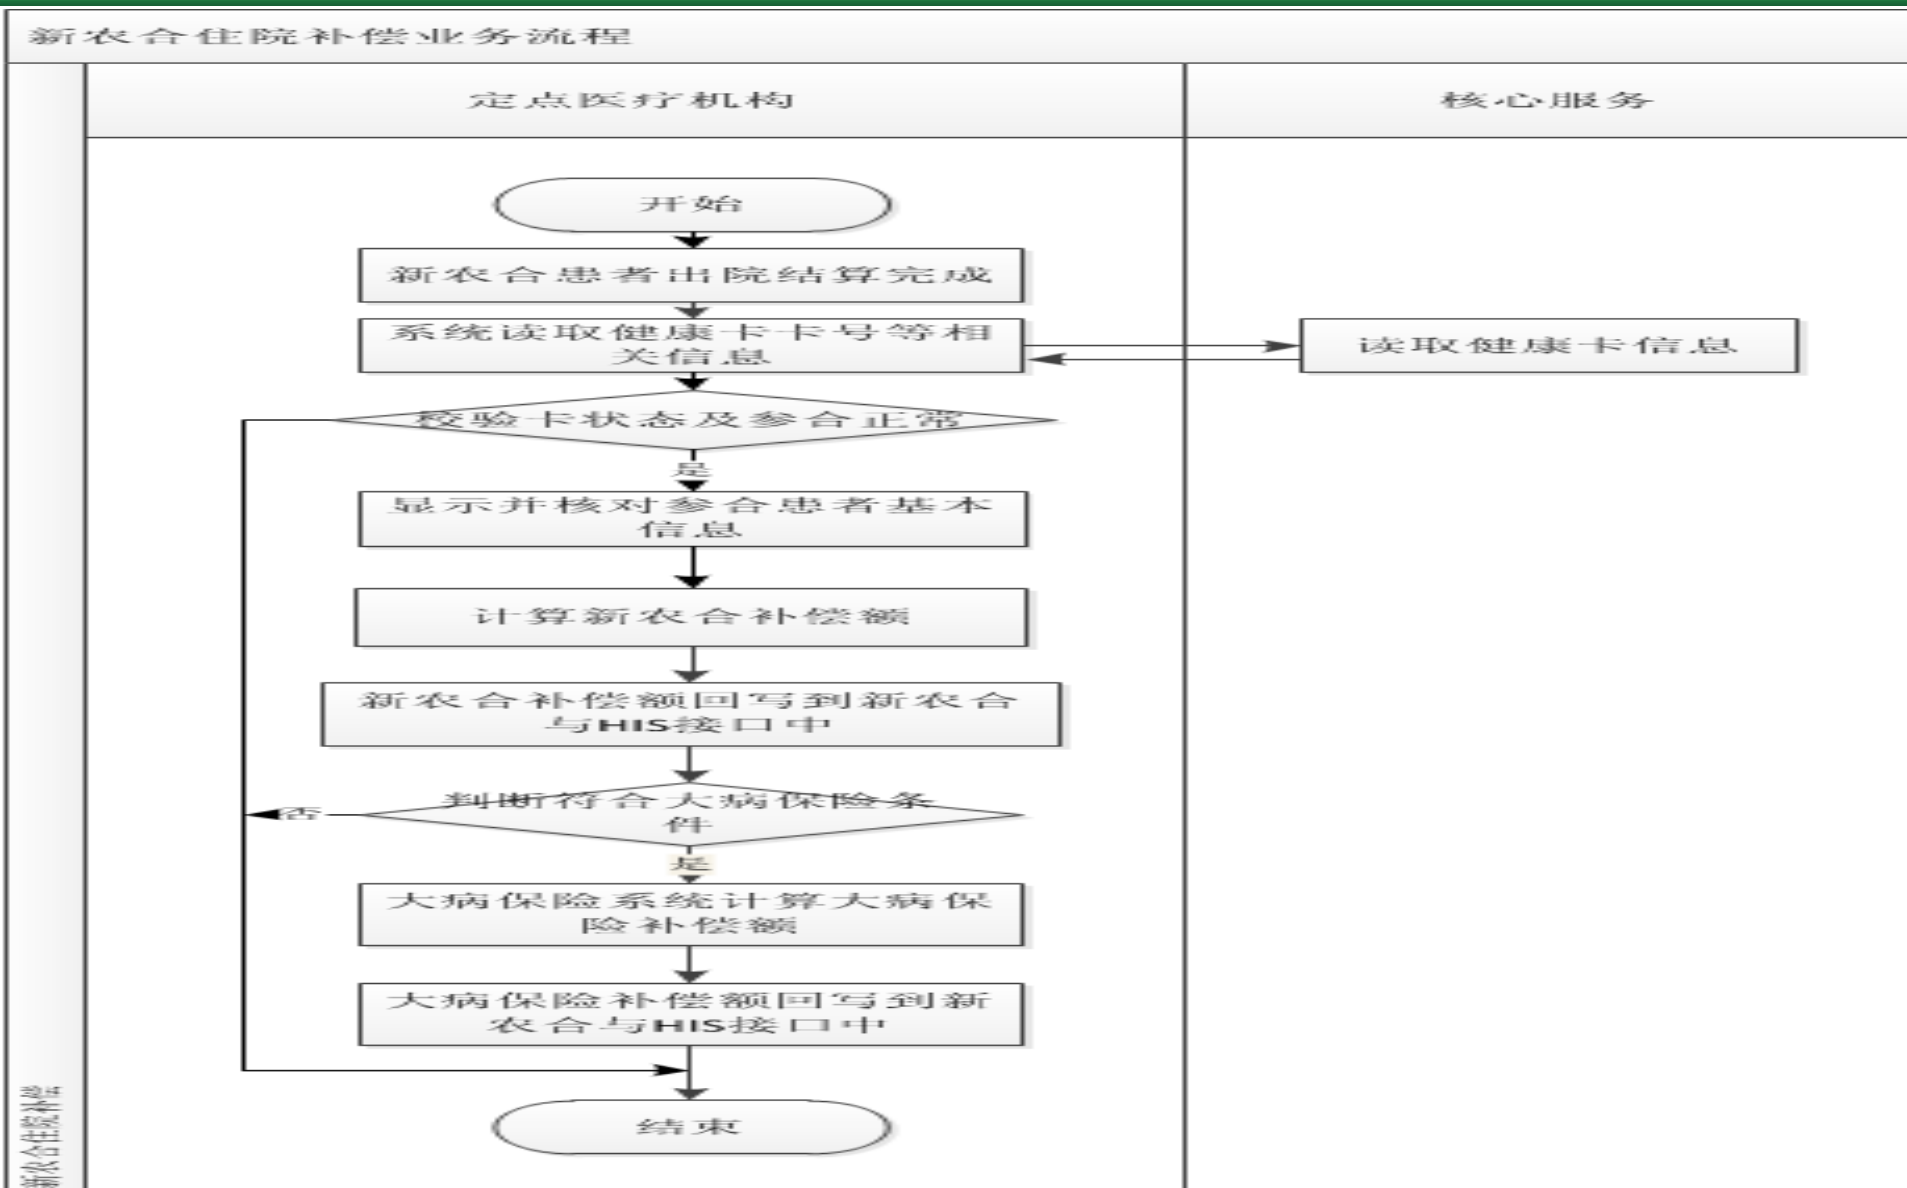 新农合住院补偿业务流程
定点医疗机构
核心服务
开始
新农合患者出院结算完成
系统读取健康卡卡号等相
关信息
读取健康卡信息
校验卡状态及参合正常
是
显示并核对参合患者基本
信息
计算新农合补偿额
新农合补偿额回写到新农合
与HIS接口中
判断符合大病保险条
件
否
是
大病保险系统计算大病保
险补偿额
大病保险补偿额回写到新
农合与HIS接口中
结束
新农合住院补偿